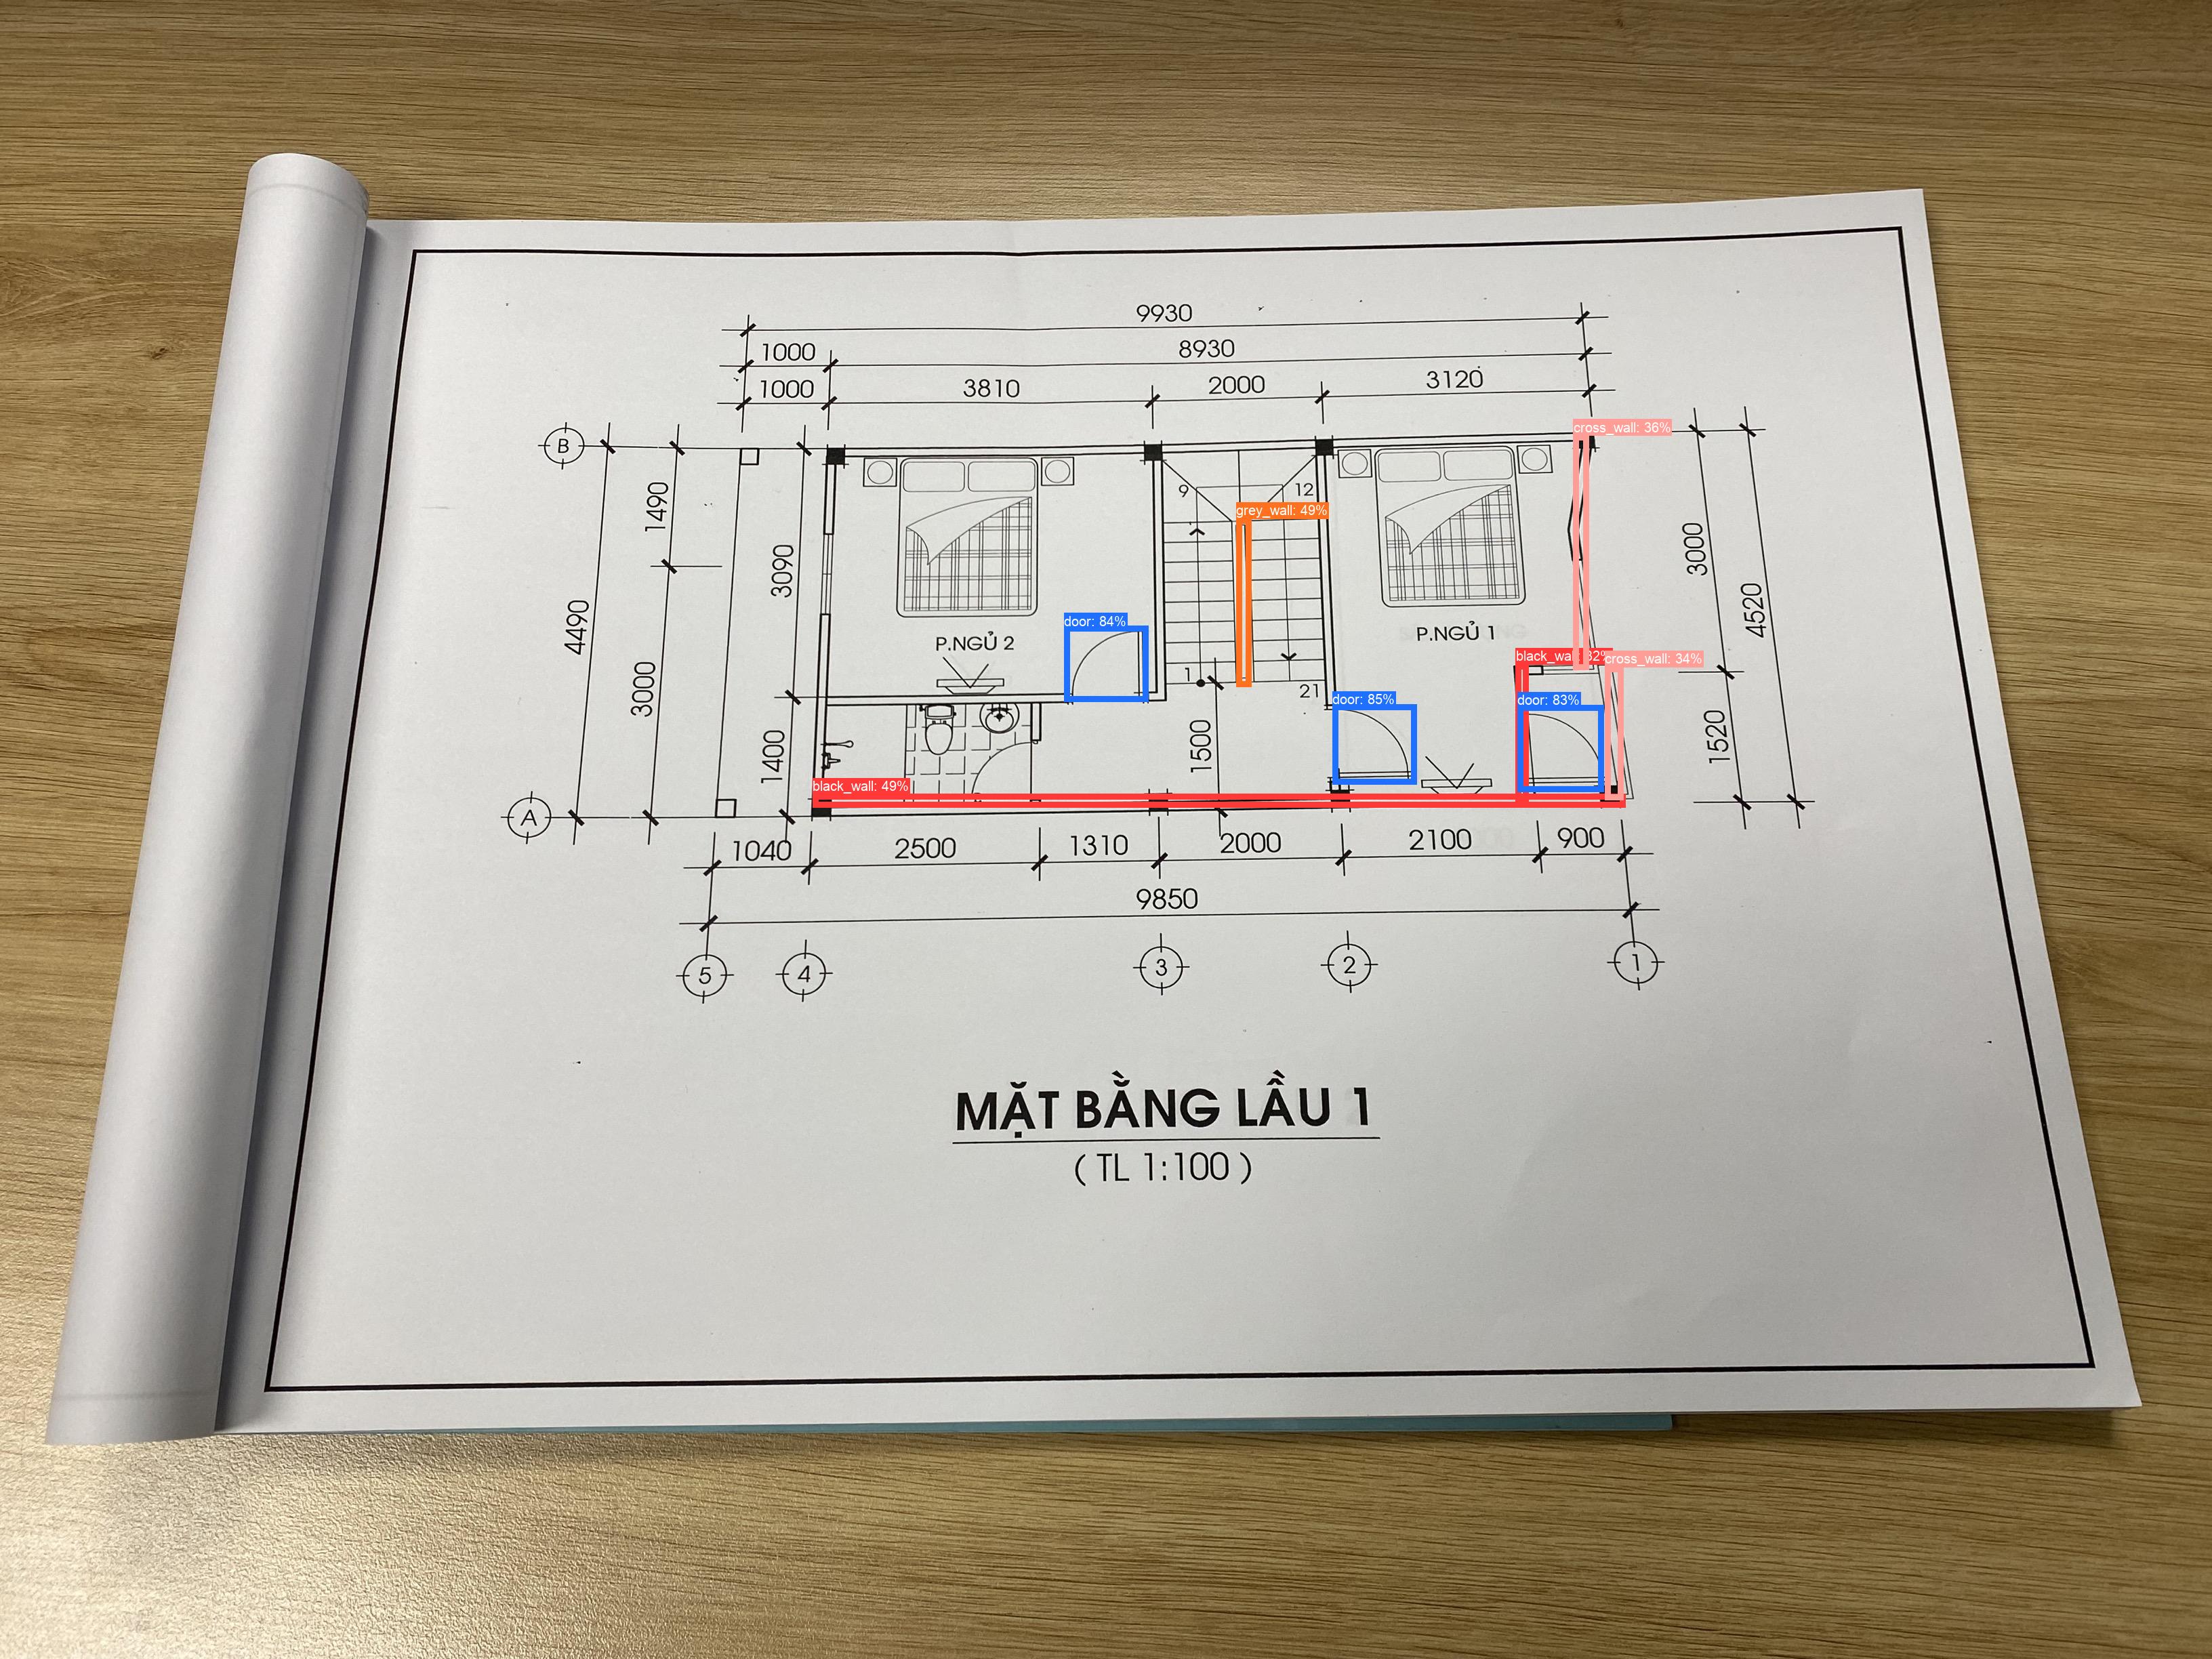 9930
1000 8930
1000 3810 2000 3120
cross_wall: 36%
B
9 12
1490
grey_wall: 49%
3090
3000
4490
4520
door: 84%
P.NGỦ 2
P.NGỦ 1
black_wall: 32%
cross_wall: 34%
3000
1 21
door: 85%
door: 83%
1400
1500
1520
black_wall: 49%
A
1040 2500 1310 2000 2100 900
9850
5 4 3 2 1
MẶT BẰNG LẦU 1
( TL 1:100 )